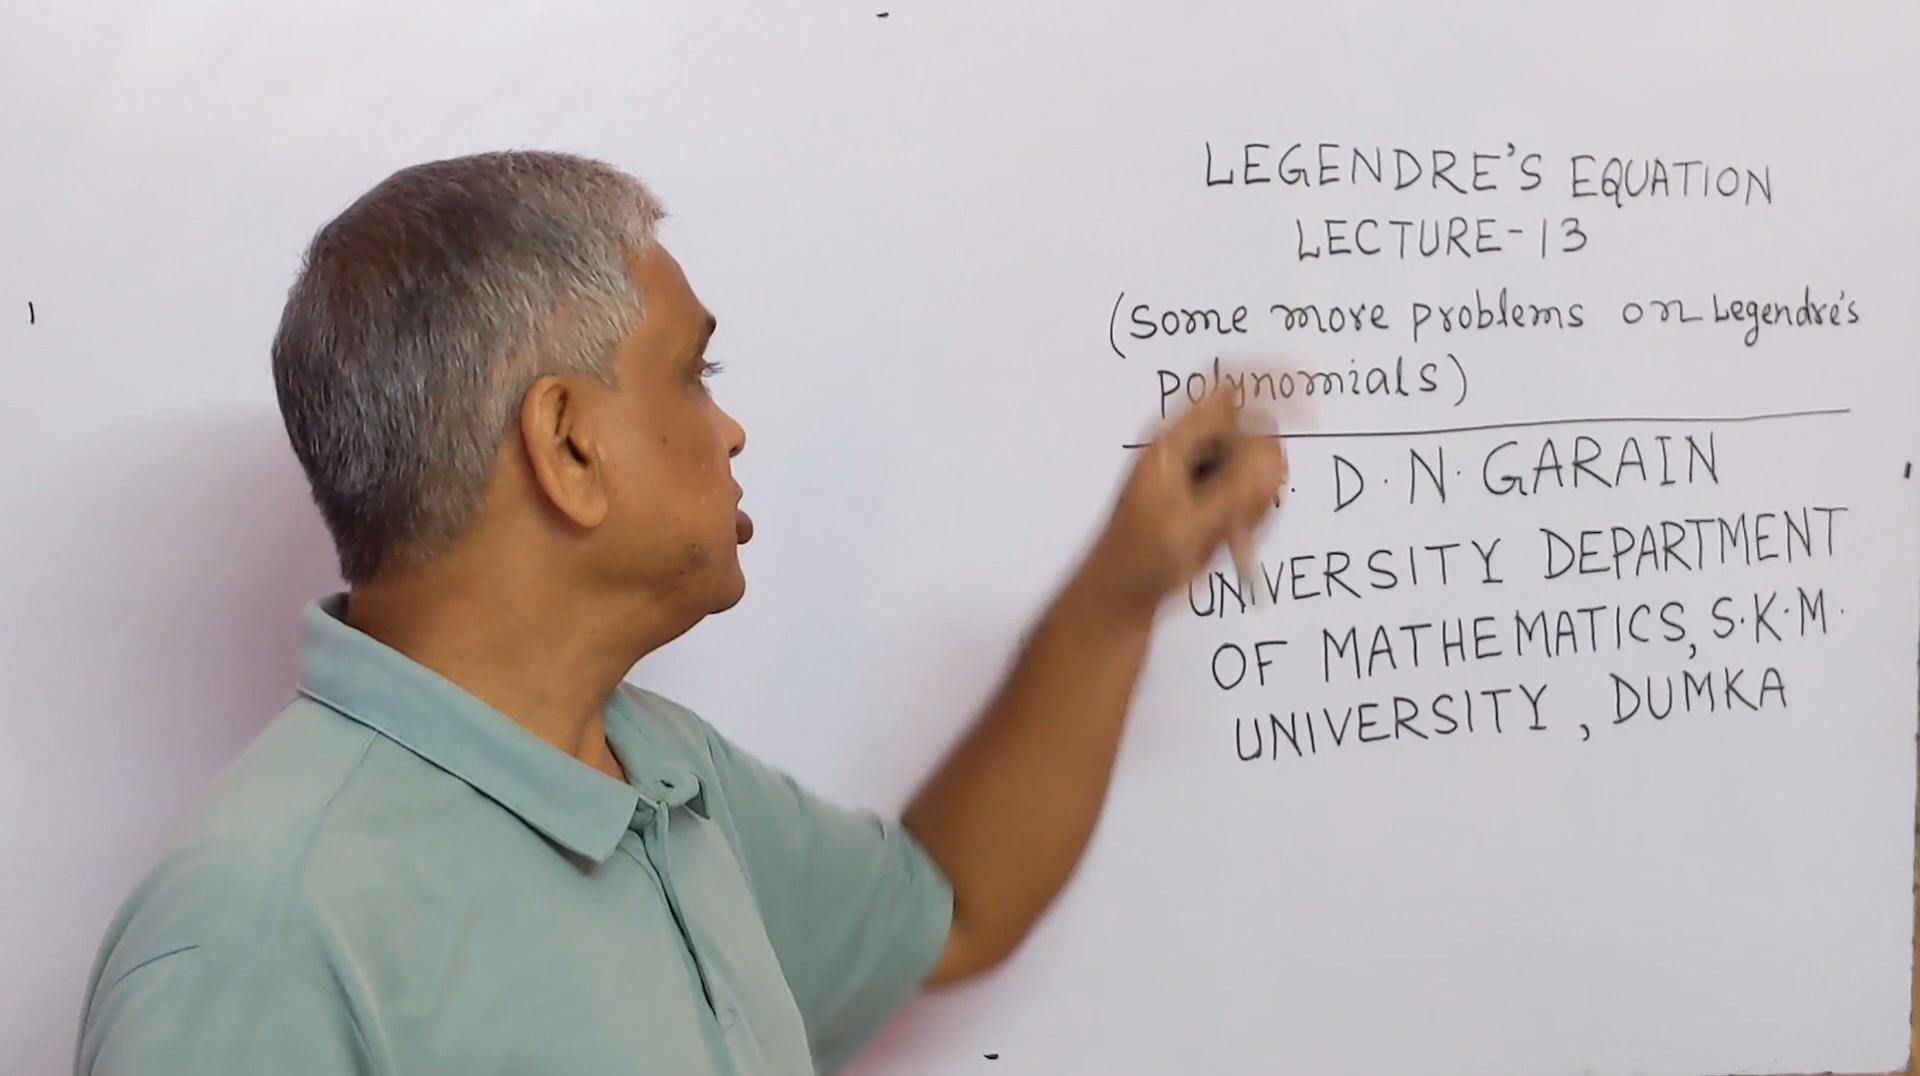 LEGENDRE'S EQUATION
LECTURE-13
(Some more problems on Legendre's
polynomials)
D. N. GARAIN
UNIVERSITY DEPARTMENT
OF MATHEMATICS, S.K.M.
UNIVERSITY, DUMKA